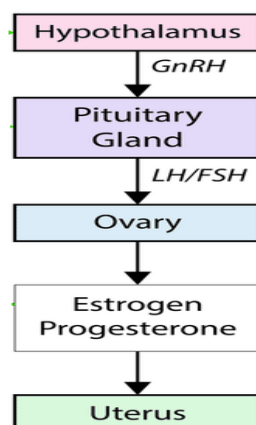 Hypothalamus
GnRH
Pituitary
Gland
LH/FSH
Ovary
Estrogen
Progesterone
Uterus